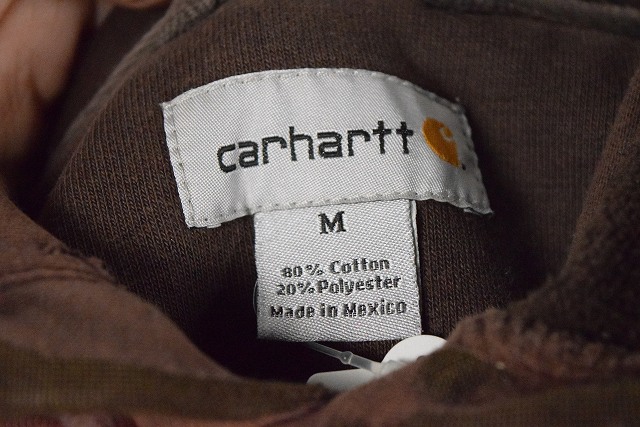 carhartt
M
80% Cotton
20% Polyester
Made in Mexico